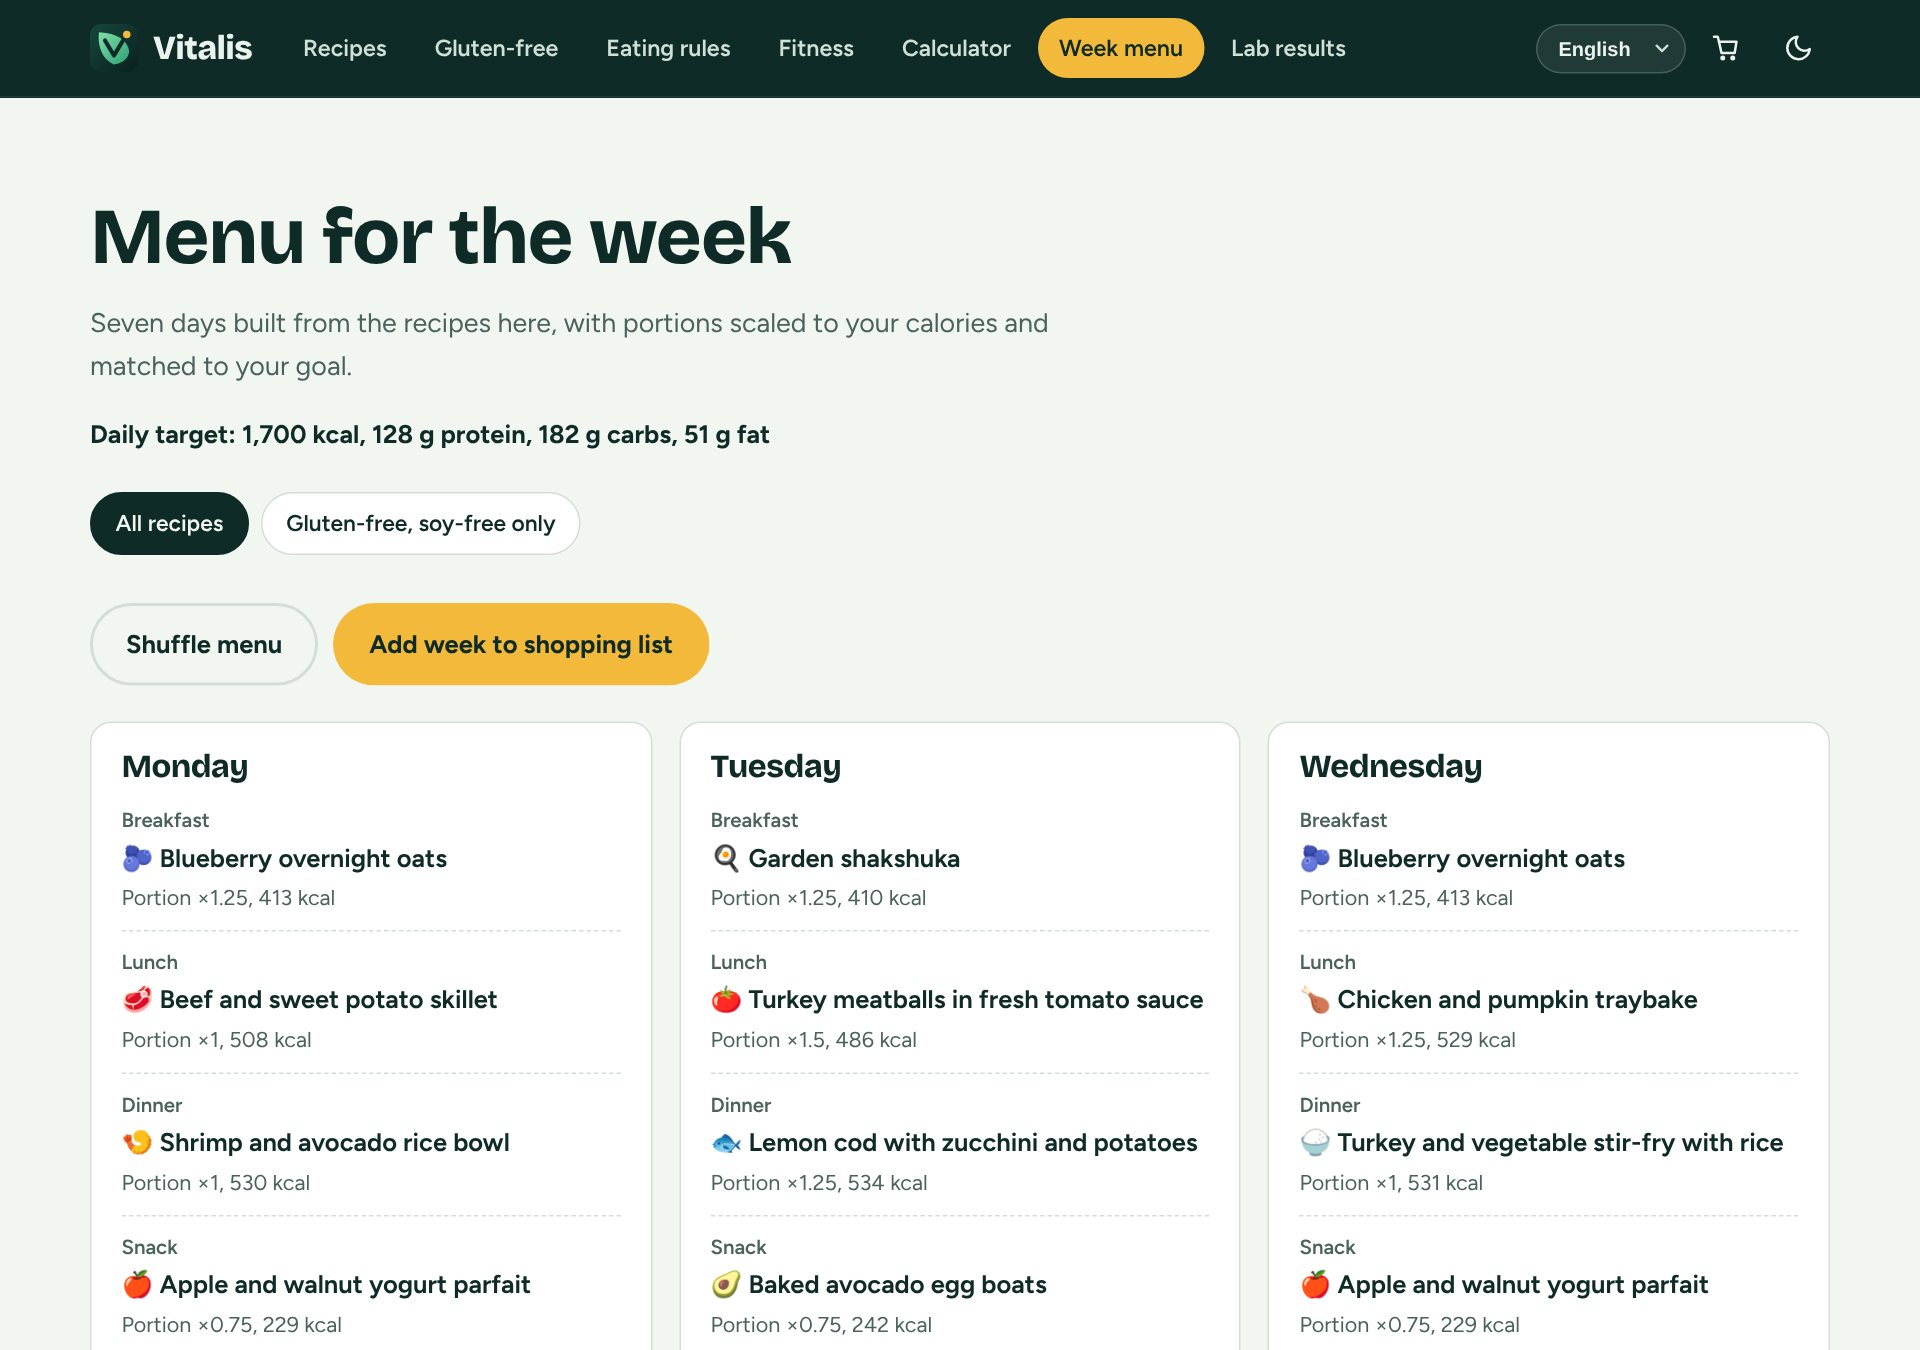 Vitalis
Recipes
Gluten-free
Eating rules
Fitness
Calculator
Week menu
Lab results
English
Menu for the week
Seven days built from the recipes here, with portions scaled to your calories and
matched to your goal.
Daily target: 1,700 kcal, 128 g protein, 182 g carbs, 51 g fat
All recipes
Gluten-free, soy-free only
Shuffle menu
Add week to shopping list
Monday
Breakfast
Blueberry overnight oats
Portion ×1.25, 413 kcal
Lunch
Beef and sweet potato skillet
Portion ×1, 508 kcal
Dinner
Shrimp and avocado rice bowl
Portion ×1, 530 kcal
Snack
Apple and walnut yogurt parfait
Portion ×0.75, 229 kcal
Tuesday
Breakfast
Garden shakshuka
Portion ×1.25, 410 kcal
Lunch
Turkey meatballs in fresh tomato sauce
Portion ×1.5, 486 kcal
Dinner
Lemon cod with zucchini and potatoes
Portion ×1.25, 534 kcal
Snack
Baked avocado egg boats
Portion ×0.75, 242 kcal
Wednesday
Breakfast
Blueberry overnight oats
Portion ×1.25, 413 kcal
Lunch
Chicken and pumpkin traybake
Portion ×1.25, 529 kcal
Dinner
Turkey and vegetable stir-fry with rice
Portion ×1, 531 kcal
Snack
Apple and walnut yogurt parfait
Portion ×0.75, 229 kcal